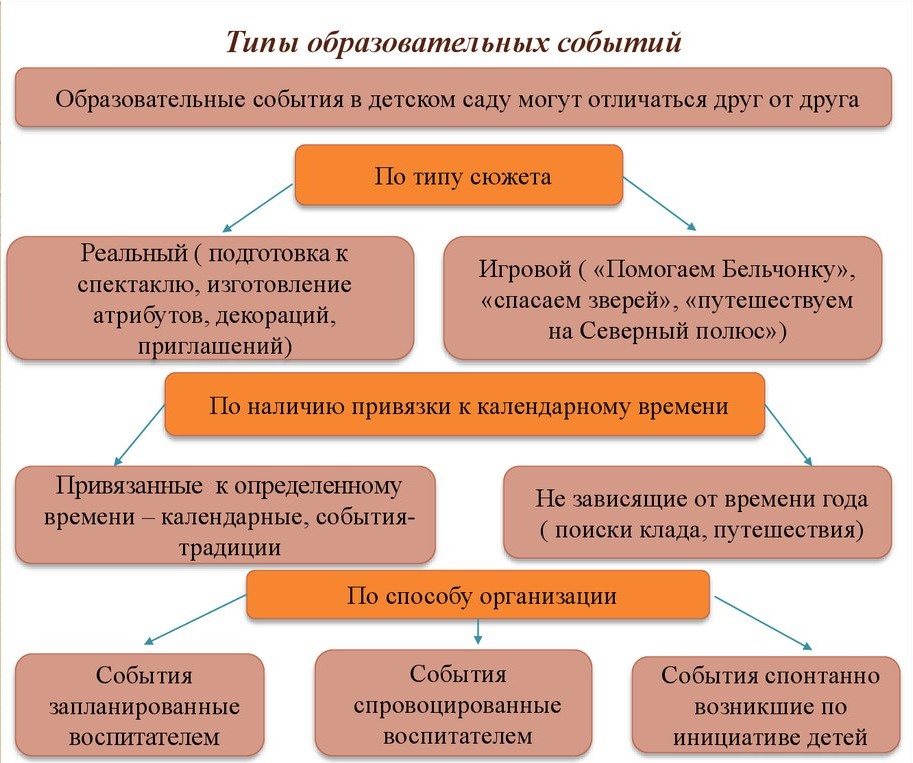 Типы образовательных событий
Образовательные события в детском саду могут отличаться друг от друга
По типу сюжета
Реальный ( подготовка к
спектаклю, изготовление
атрибутов, декораций,
приглашений)
Игровой ( «Помогаем Бельчонку»,
«спасаем зверей», «путешествуем
на Северный полюс»)
По наличию привязки к календарному времени
Привязанные к определенному
времени – календарные, события-
традиции
Не зависящие от времени года
( поиски клада, путешествия)
По способу организации
События
запланированные
воспитателем
События
спровоцированные
воспитателем
События спонтанно
возникшие по
инициативе детей